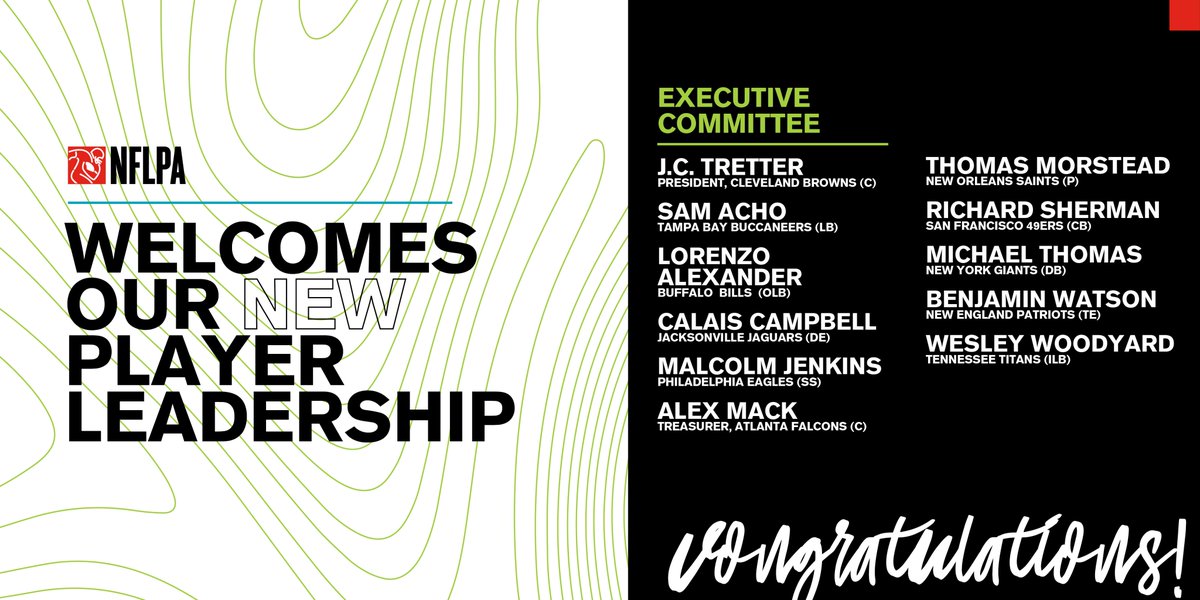 NFLPA
WELCOMES
OUR NEW
PLAYER
LEADERSHIP
EXECUTIVE
COMMITTEE
J.C. TRETTER
PRESIDENT, CLEVELAND BROWNS (C)
SAM ACHO
TAMPA BAY BUCCANEERS (LB)
LORENZO
ALEXANDER
BUFFALO BILLS (OLB)
CALAIS CAMPBELL
JACKSONVILLE JAGUARS (DE)
MALCOLM JENKINS
PHILADELPHIA EAGLES (SS)
ALEX MACK
TREASURER, ATLANTA FALCONS (C)
THOMAS MORSTEAD
NEW ORLEANS SAINTS (P)
RICHARD SHERMAN
SAN FRANCISCO 49ERS (CB)
MICHAEL THOMAS
NEW YORK GIANTS (DB)
BENJAMIN WATSON
NEW ENGLAND PATRIOTS (TE)
WESLEY WOODYARD
TENNESSEE TITANS (ILB)
congratulations!